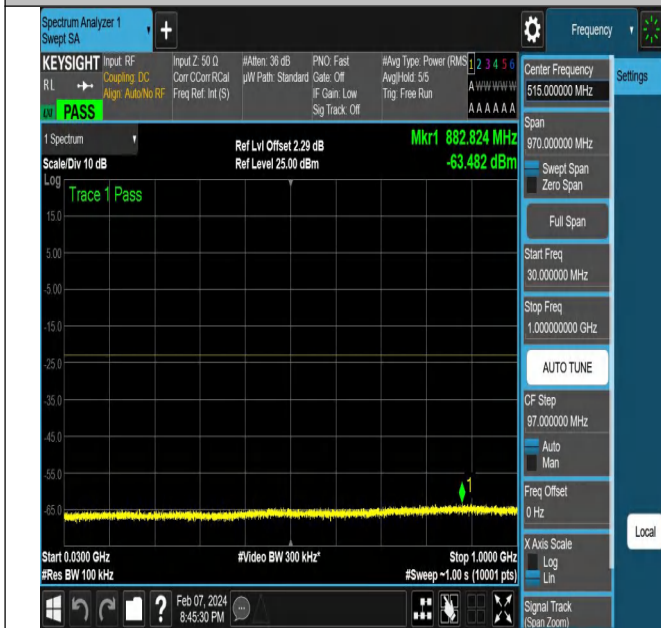 Spectrum Analyzer 1
Swept SA
+
Frequency
KEYSIGHT Input: RF Input Z: 50 Ω #Atten: 36 dB PNO: Fast #Avg Type: Power (RMS 1 2 3 4 5 6
RL Coupling: DC Corr CCorr RCal µW Path: Standard Gate: Off Avg|Hold: 5/5 A W W W W W
Align: Auto/No RF Freq Ref: Int (S) IF Gain: Low Trig: Free Run
PASS Sig Track: Off A A A A A A
1 Spectrum
Scale/Div 10 dB
Ref Lvl Offset 2.29 dB
Ref Level 25.00 dBm
Mkr1 882.824 MHz
-63.482 dBm
Log
Trace 1 Pass
15.0
5.00
-5.00
-15.0
-25.0
-35.0
-45.0
-55.0
-65.0
1
Start 0.0300 GHz #Video BW 300 kHz* Stop 1.0000 GHz
#Res BW 100 kHz #Sweep ~1.00 s (10001 pts)
Feb 07, 2024
8:45:30 PM
?
Center Frequency
515.000000 MHz
Settings
Span
970.000000 MHz
Swept Span
Zero Span
Full Span
Start Freq
30.000000 MHz
Stop Freq
1.000000000 GHz
AUTO TUNE
CF Step
97.000000 MHz
Auto
Man
Freq Offset
0 Hz
Local
X Axis Scale
Log
Lin
Signal Track
(Span Zoom)